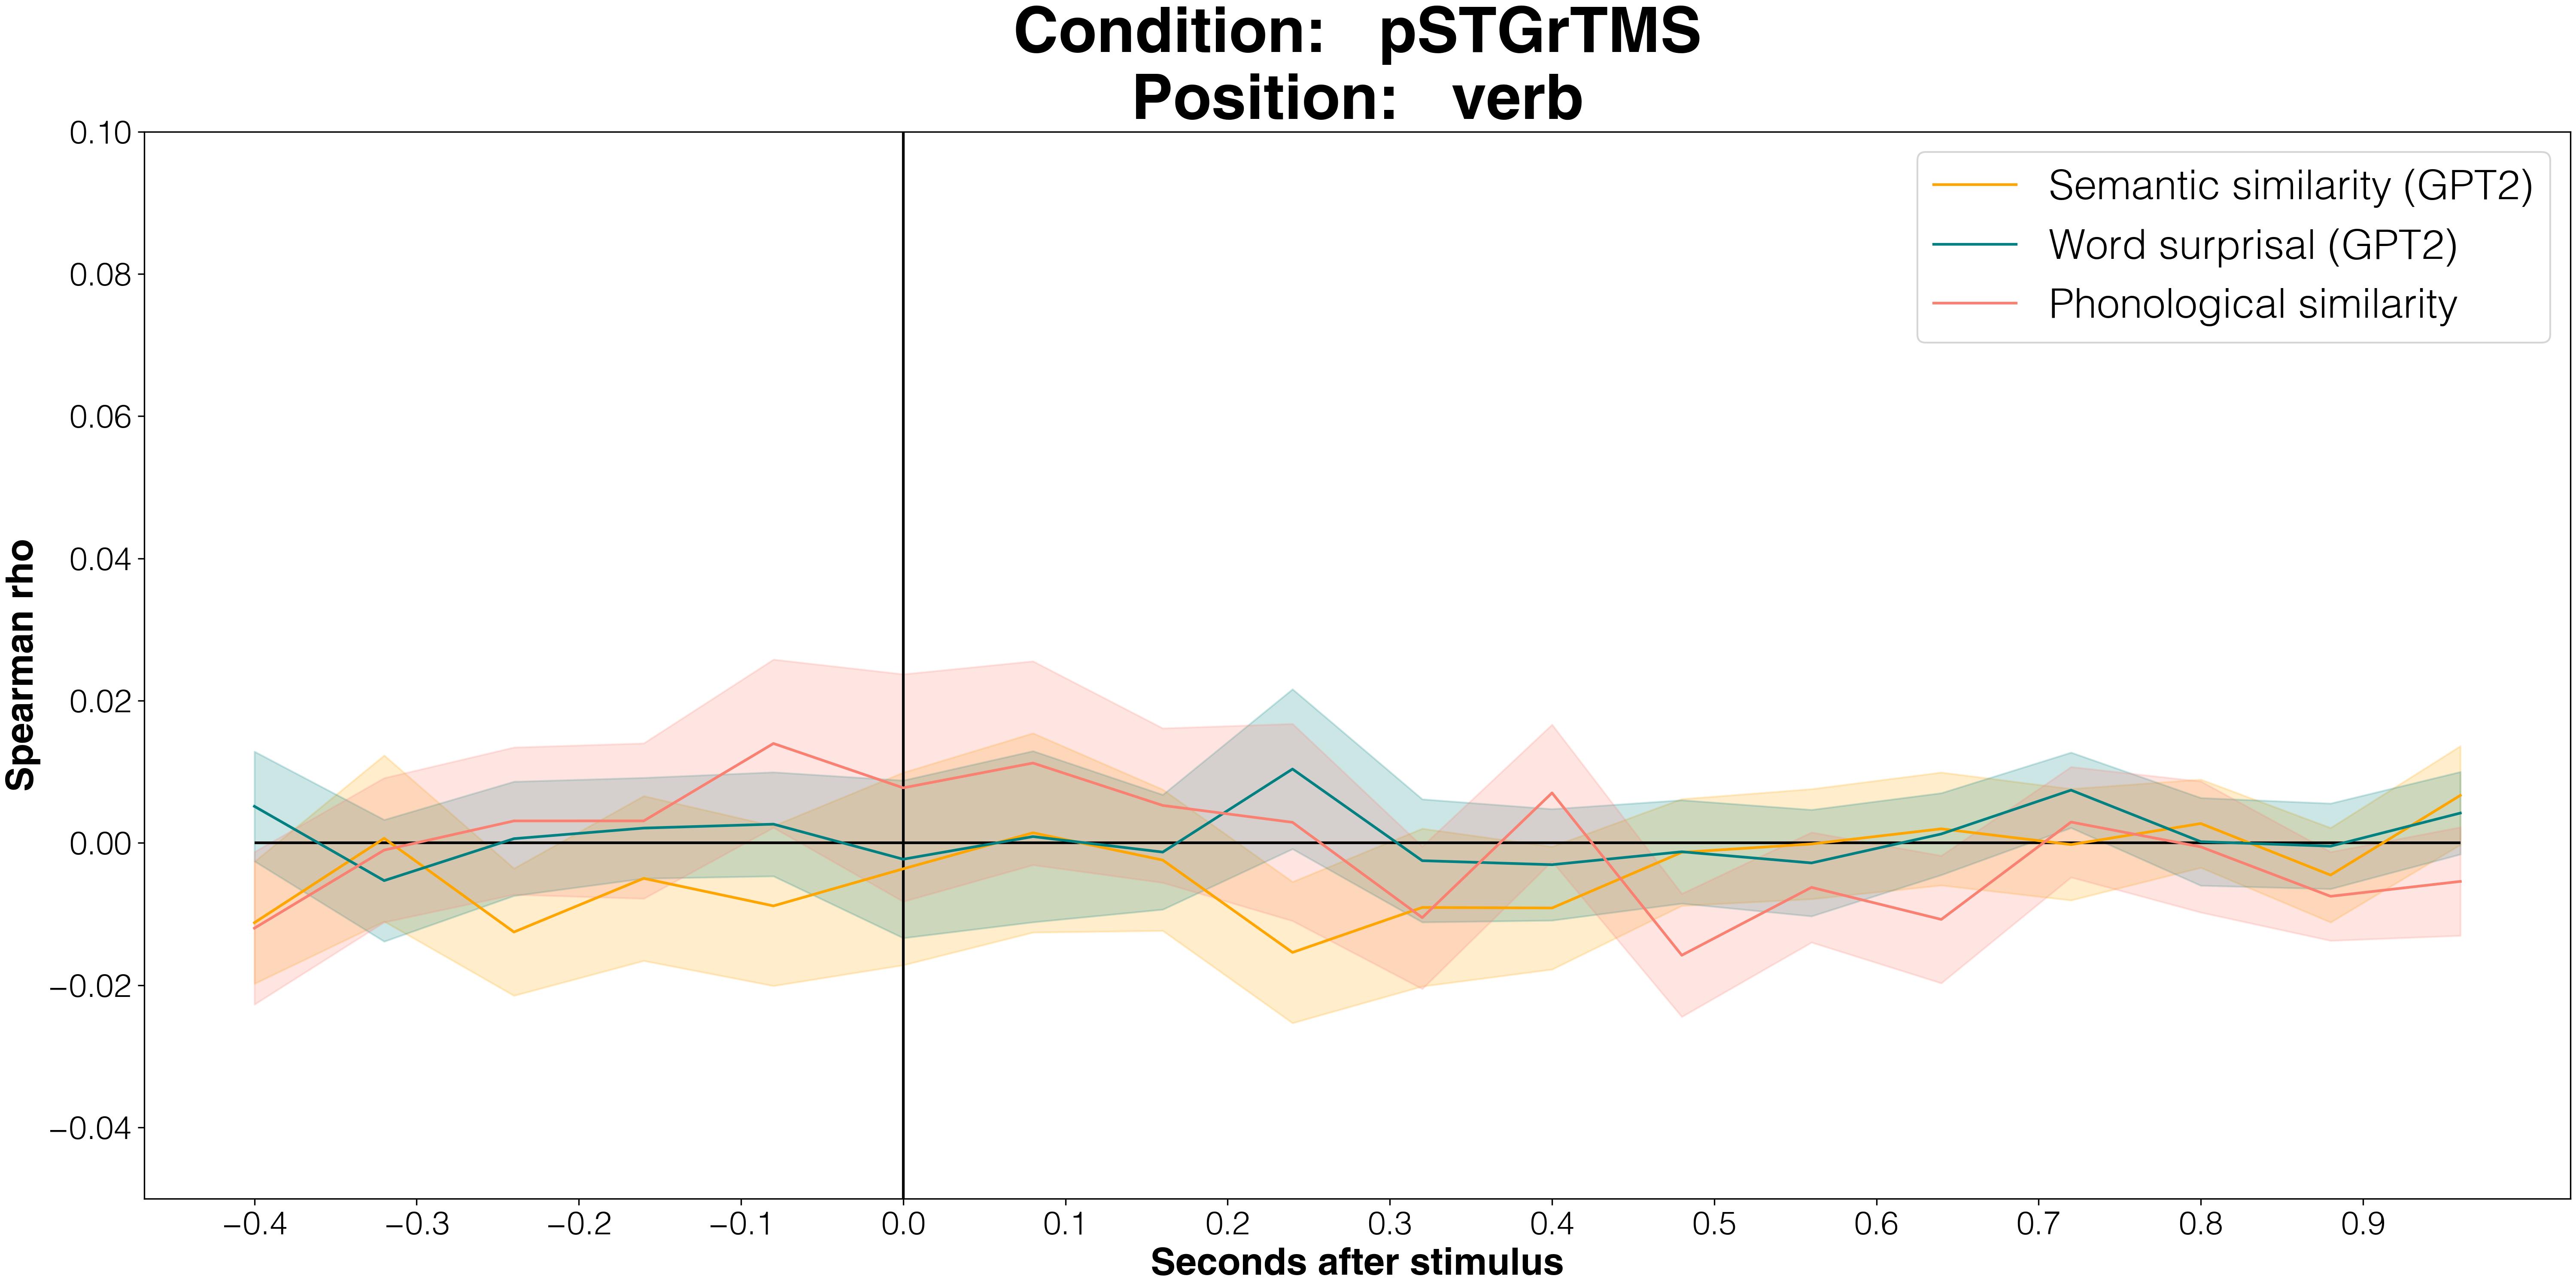 Condition:   pSTGrTMS
Position:   verb
0.10
0.08
0.06
0.04
0.02
0.00
−0.02
−0.04
Spearman rho
Semantic similarity (GPT2)
Word surprisal (GPT2)
Phonological similarity
−0.4 −0.3 −0.2 −0.1 0.0 0.1 0.2 0.3 0.4 0.5 0.6 0.7 0.8 0.9
Seconds after stimulus